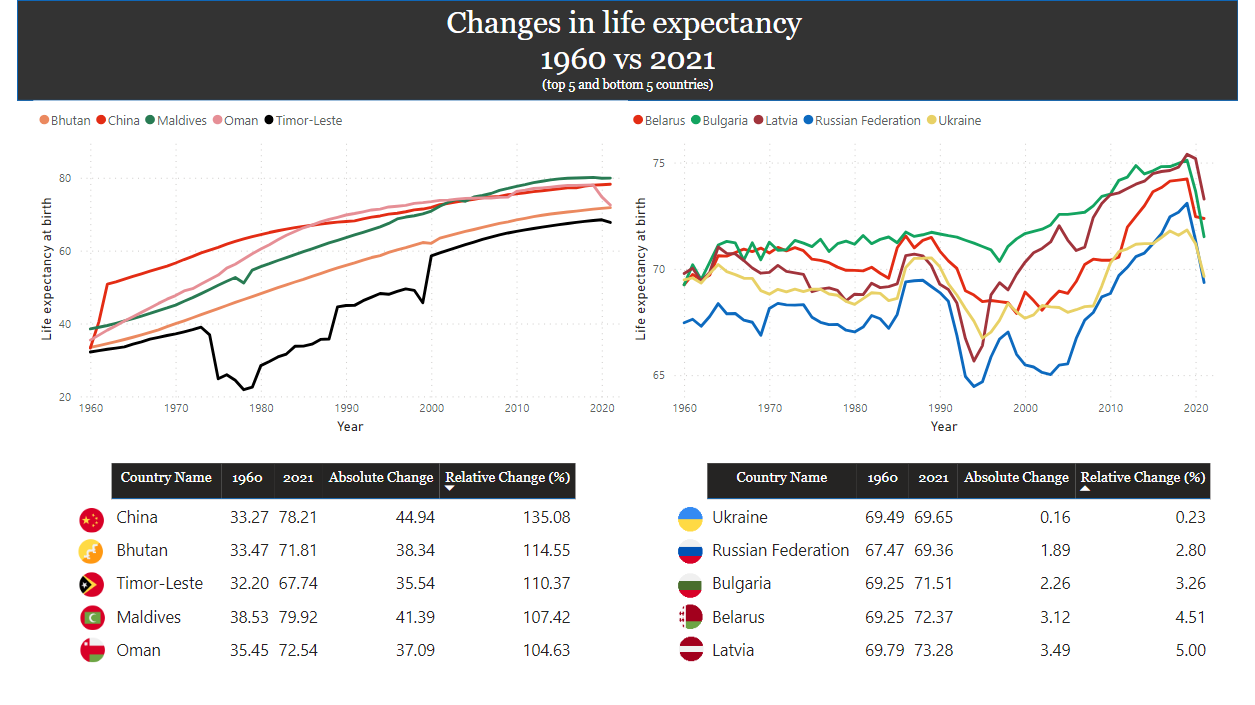 Changes in life expectancy
1960 vs 2021
(top 5 and bottom 5 countries)
Bhutan China Maldives Oman Timor-Leste
80
60
40
20
Life expectancy at birth
1960 1970 1980 1990 2000 2010 2020
Year
Belarus Bulgaria Latvia Russian Federation Ukraine
75
70
65
Life expectancy at birth
1960 1970 1980 1990 2000 2010 2020
Year
Country Name 1960 2021 Absolute Change Relative Change (%)
China 33.27 78.21 44.94 135.08
Bhutan 33.47 71.81 38.34 114.55
Timor-Leste 32.20 67.74 35.54 110.37
Maldives 38.53 79.92 41.39 107.42
Oman 35.45 72.54 37.09 104.63
Country Name 1960 2021 Absolute Change Relative Change (%)
Ukraine 69.49 69.65 0.16 0.23
Russian Federation 67.47 69.36 1.89 2.80
Bulgaria 69.25 71.51 2.26 3.26
Belarus 69.25 72.37 3.12 4.51
Latvia 69.79 73.28 3.49 5.00